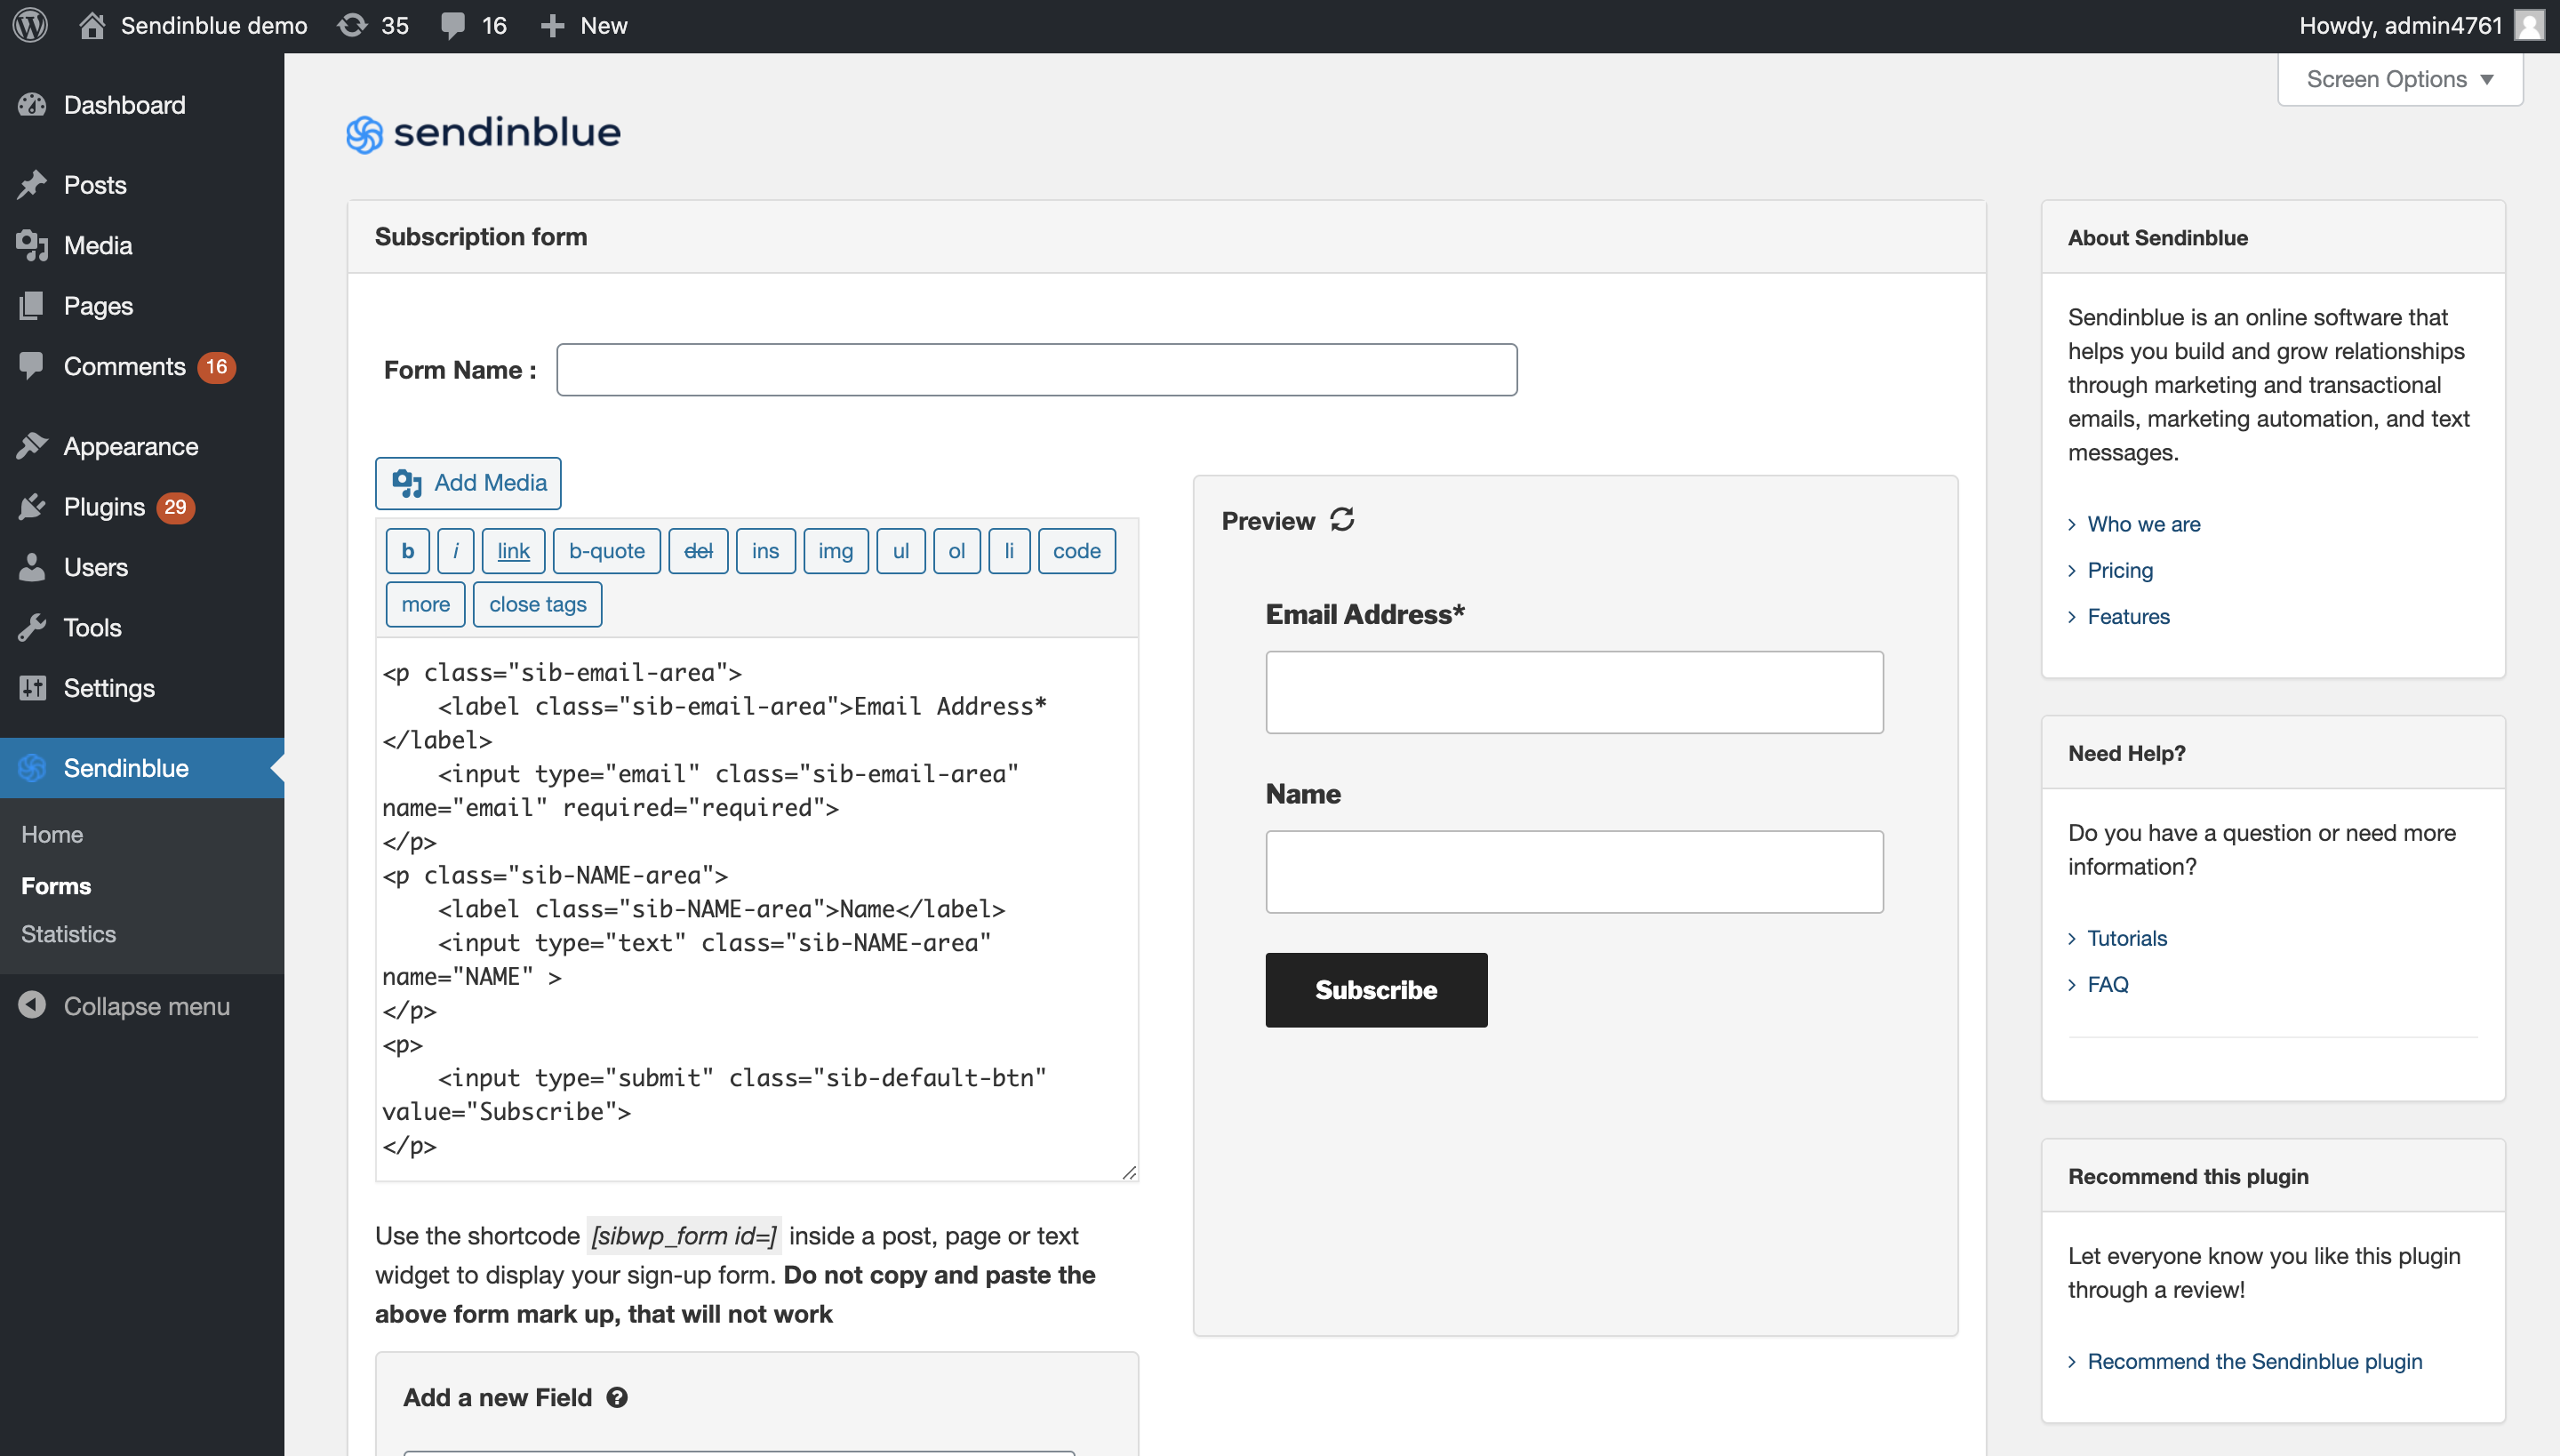 Sendinblue demo 35 16 New Howdy, admin4761
Screen Options
Dashboard
Posts
Media
Pages
Comments 16
Appearance
Plugins 29
Users
Tools
Settings
Sendinblue
Home
Forms
Statistics
Collapse menu
sendinblue
Subscription form
Form Name :
Add Media
b i link b-quote del ins img ul ol li code
more close tags
<p class="sib-email-area">
<label class="sib-email-area">Email Address*
</label>
<input type="email" class="sib-email-area"
name="email" required="required">
</p>
<p class="sib-NAME-area">
<label class="sib-NAME-area">Name</label>
<input type="text" class="sib-NAME-area"
name="NAME" >
</p>
<p>
<input type="submit" class="sib-default-btn"
value="Subscribe">
</p>
Use the shortcode [sibwp_form id=] inside a post, page or text
widget to display your sign-up form. Do not copy and paste the
above form mark up, that will not work
Add a new Field ?
Preview
Email Address*
Name
Subscribe
About Sendinblue
Sendinblue is an online software that
helps you build and grow relationships
through marketing and transactional
emails, marketing automation, and text
messages.
Who we are
Pricing
Features
Need Help?
Do you have a question or need more
information?
Tutorials
FAQ
Recommend this plugin
Let everyone know you like this plugin
through a review!
Recommend the Sendinblue plugin